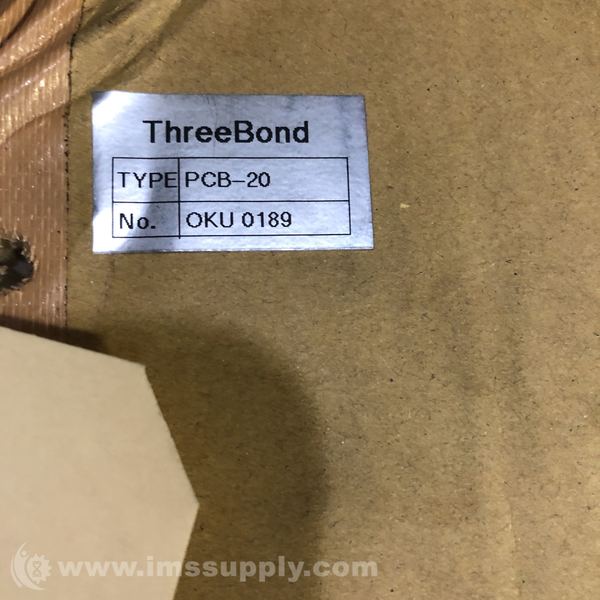 ThreeBond
TYPE PCB-20
No. OKU 0189
www.imssupply.com